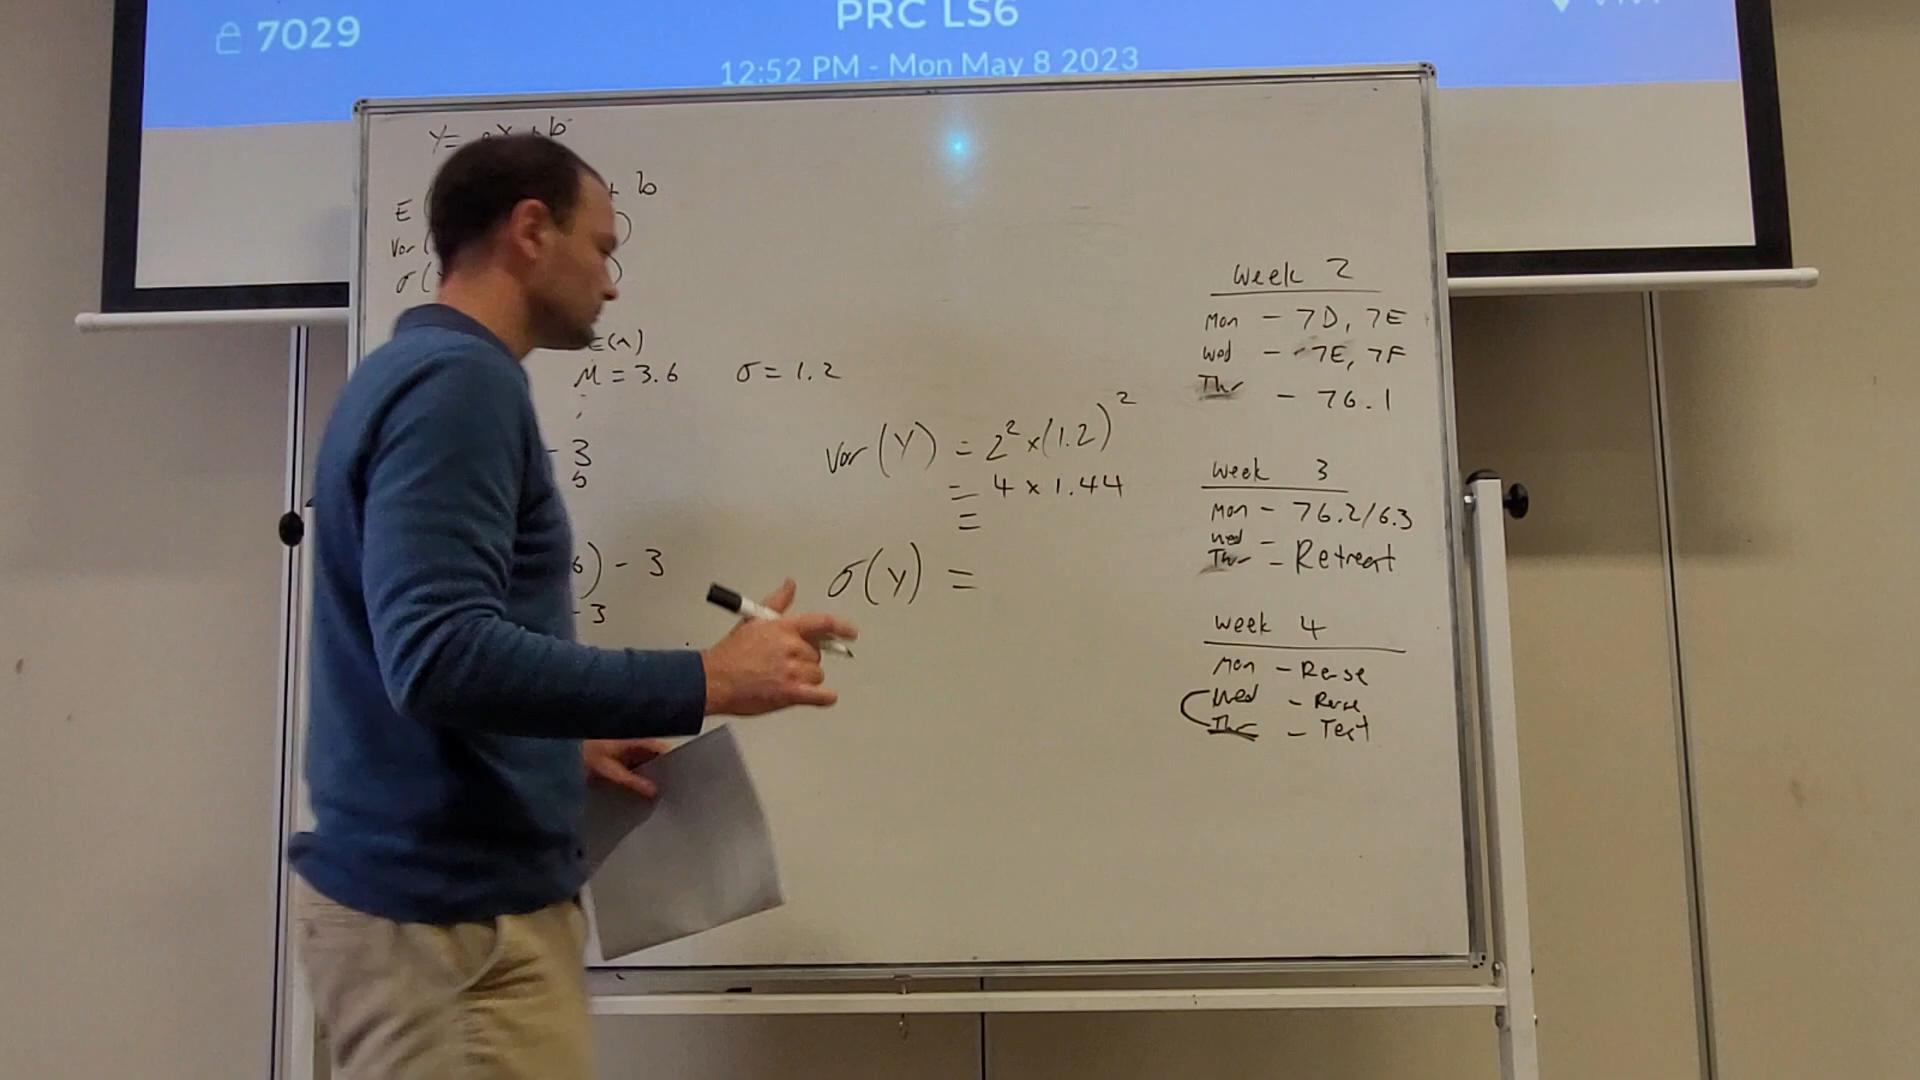 7029
PRC LS6
12:52 PM - Mon May 8 2023
Y= aX + b
E( + b
Var( )
σ( )
E(X)
M = 3.6 σ = 1.2
- 3
b
6) - 3
- 3
Var(Y) = 2² × (1.2)²
= 4 × 1.44
=
σ(Y) =
Week 2
Mon - 7D, 7E
Wed - 7E, 7F
Thr - 76.1
Week 3
Mon - 76.2/6.3
Wed -
Thr - Retreat
Week 4
Mon - Revise
Wed - Revise
Thr - Test